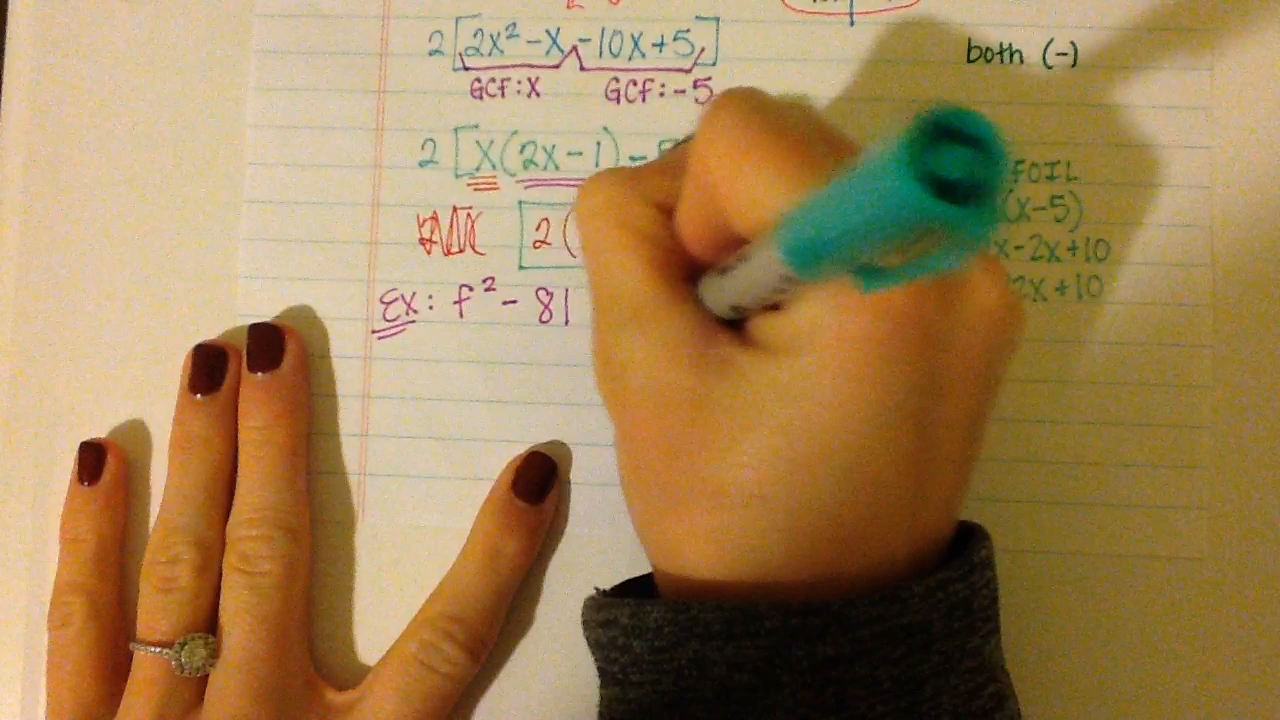 2[2x² - x - 10x + 5]
both (-)
GCF: x GCF: -5
2[x(2x - 1) -
FOIL
(x-5)
2(
x - 2x + 10
Ex: f² - 81
2x + 10